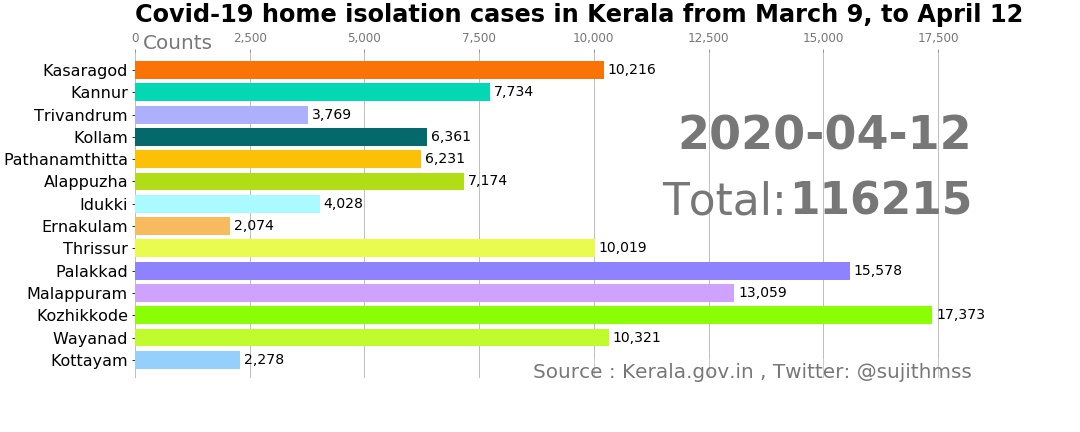 Covid-19 home isolation cases in Kerala from March 9, to April 12
0 2,500 5,000 7,500 10,000 12,500 15,000 17,500
Counts
Kasaragod 10,216
Kannur 7,734
Trivandrum 3,769
Kollam 6,361
Pathanamthitta 6,231
Alappuzha 7,174
Idukki 4,028
Ernakulam 2,074
Thrissur 10,019
Palakkad 15,578
Malappuram 13,059
Kozhikkode 17,373
Wayanad 10,321
Kottayam 2,278
2020-04-12
Total:116215
Source : Kerala.gov.in , Twitter: @sujithmss